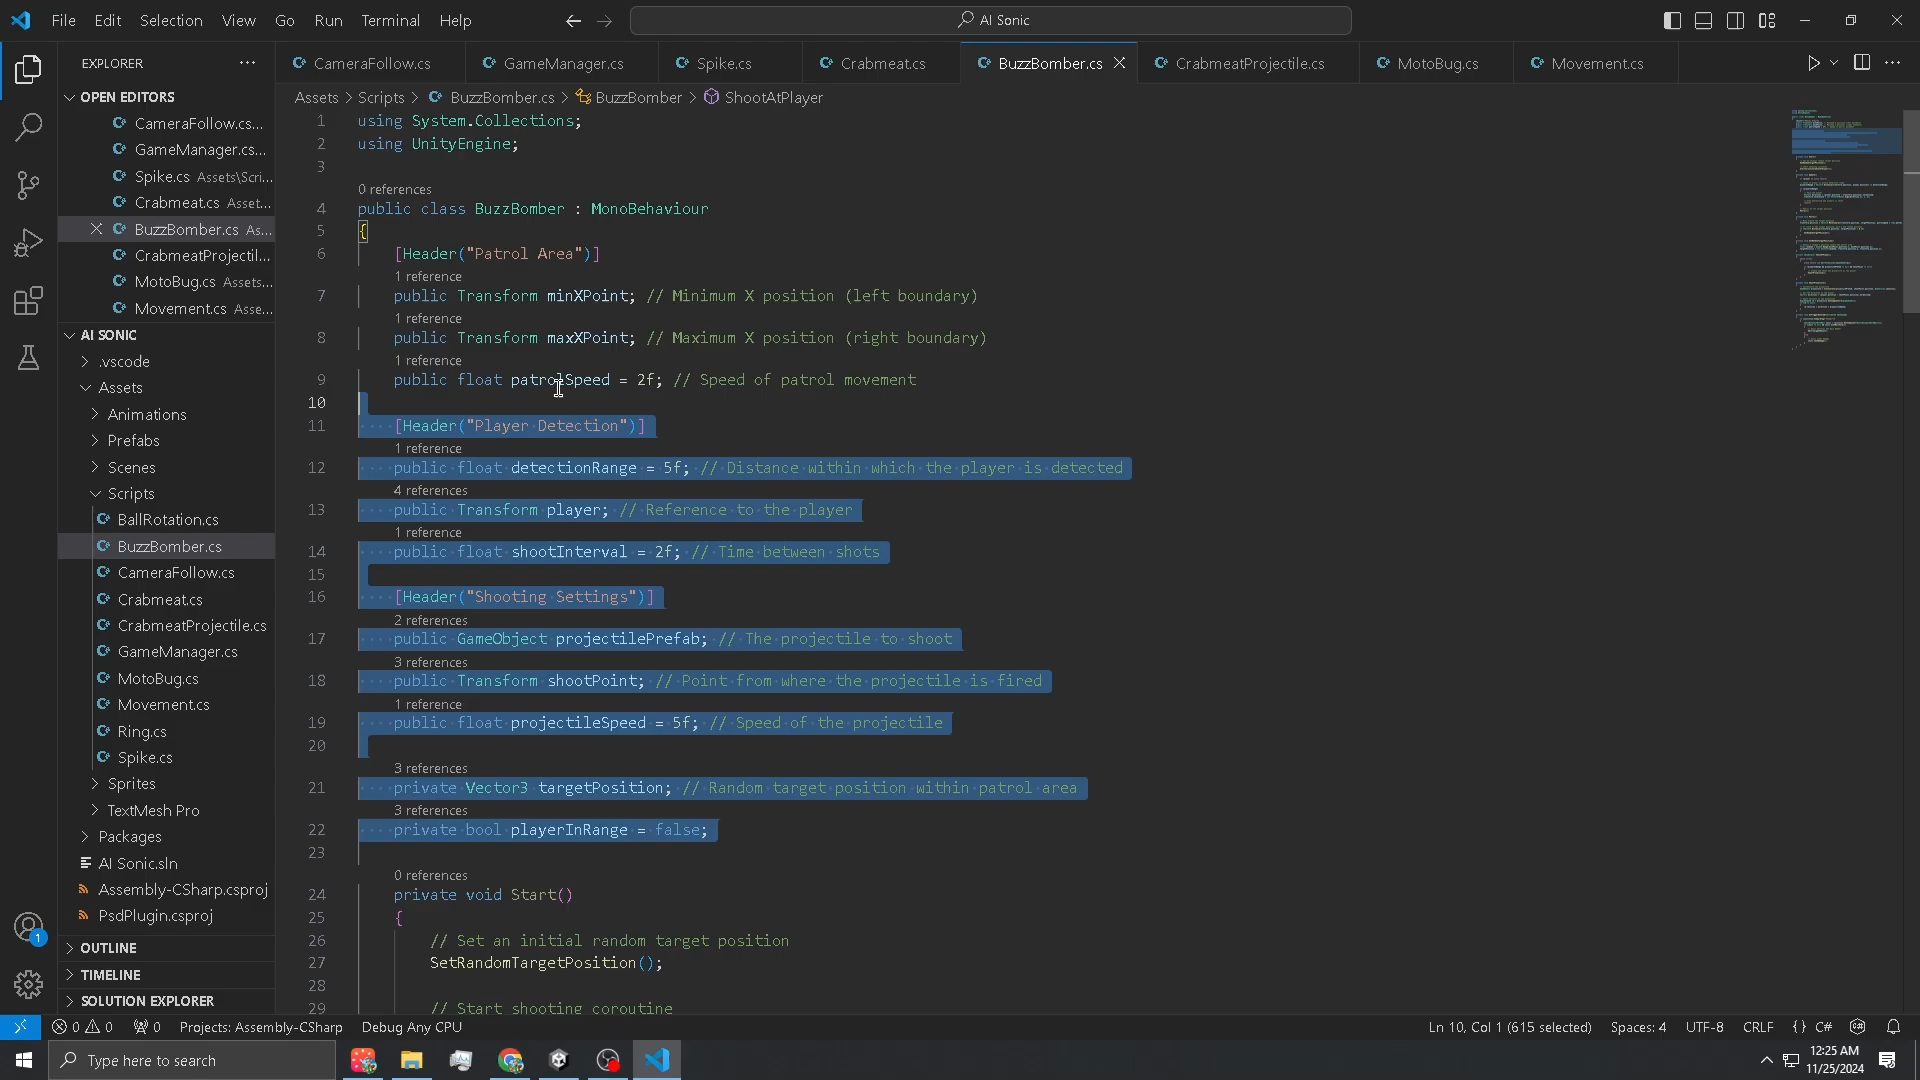 File Edit Selection View Go Run Terminal Help
AI Sonic
EXPLORER
CameraFollow.cs GameManager.cs Spike.cs Crabmeat.cs BuzzBomber.cs CrabmeatProjectile.cs MotoBug.cs Movement.cs
Assets > Scripts > BuzzBomber.cs > BuzzBomber > ShootAtPlayer
OPEN EDITORS
CameraFollow.cs...
GameManager.cs...
Spike.cs Assets\Scri...
Crabmeat.cs Asset...
BuzzBomber.cs As...
CrabmeatProjectil...
MotoBug.cs Assets...
Movement.cs Asse...
AI SONIC
.vscode
Assets
Animations
Prefabs
Scenes
Scripts
BallRotation.cs
BuzzBomber.cs
CameraFollow.cs
Crabmeat.cs
CrabmeatProjectile.cs
GameManager.cs
MotoBug.cs
Movement.cs
Ring.cs
Spike.cs
Sprites
TextMesh Pro
Packages
AI Sonic.sln
Assembly-CSharp.csproj
PsdPlugin.csproj
OUTLINE
TIMELINE
SOLUTION EXPLORER
1
1 using System.Collections;
2 using UnityEngine;
3
0 references
4 public class BuzzBomber : MonoBehaviour
5 {
6 [Header("Patrol Area")]
1 reference
7 public Transform minXPoint; // Minimum X position (left boundary)
1 reference
8 public Transform maxXPoint; // Maximum X position (right boundary)
1 reference
9 public float patrolSpeed = 2f; // Speed of patrol movement
10
11 [Header("Player Detection")]
1 reference
12 public float detectionRange = 5f; // Distance within which the player is detected
4 references
13 public Transform player; // Reference to the player
1 reference
14 public float shootInterval = 2f; // Time between shots
15
16 [Header("Shooting Settings")]
2 references
17 public GameObject projectilePrefab; // The projectile to shoot
3 references
18 public Transform shootPoint; // Point from where the projectile is fired
1 reference
19 public float projectileSpeed = 5f; // Speed of the projectile
20
3 references
21 private Vector3 targetPosition; // Random target position within patrol area
3 references
22 private bool playerInRange = false;
23
0 references
24 private void Start()
25 {
26 // Set an initial random target position
27 SetRandomTargetPosition();
28
29 // Start shooting coroutine
0 0 0 Projects: Assembly-CSharp Debug Any CPU
Ln 10, Col 1 (615 selected) Spaces: 4 UTF-8 CRLF {} C#
Type here to search
12:25 AM
11/25/2024